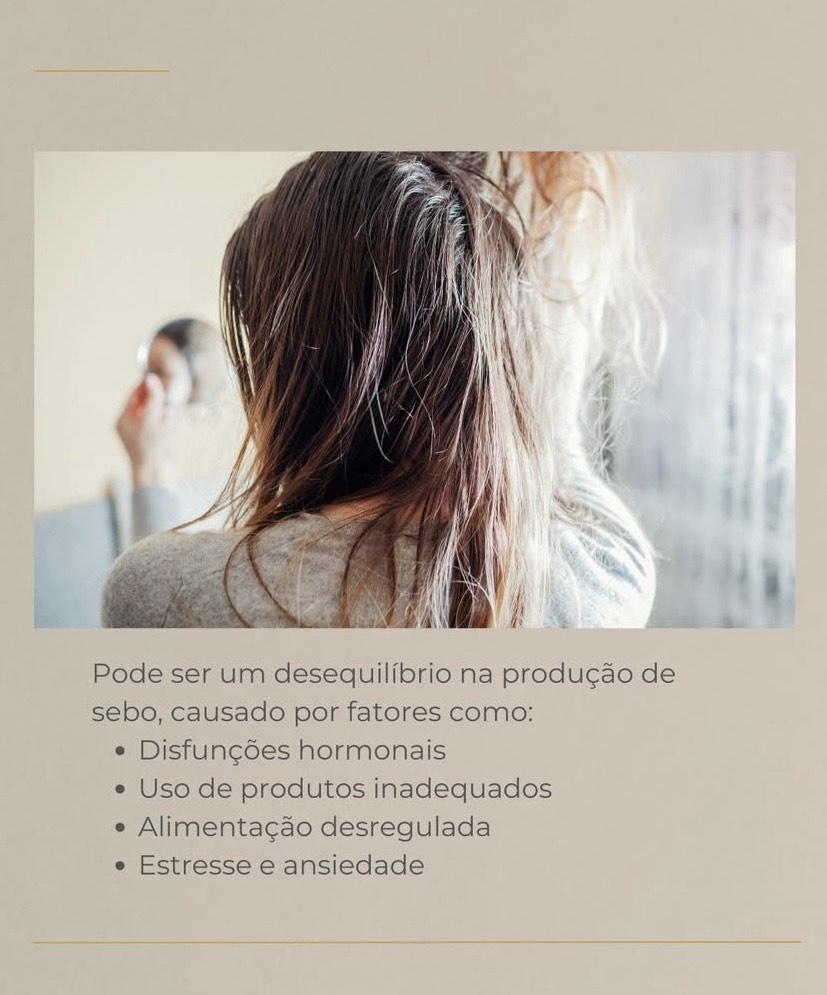 Pode ser um desequilíbrio na produção de
sebo, causado por fatores como:
• Disfunções hormonais
• Uso de produtos inadequados
• Alimentação desregulada
• Estresse e ansiedade